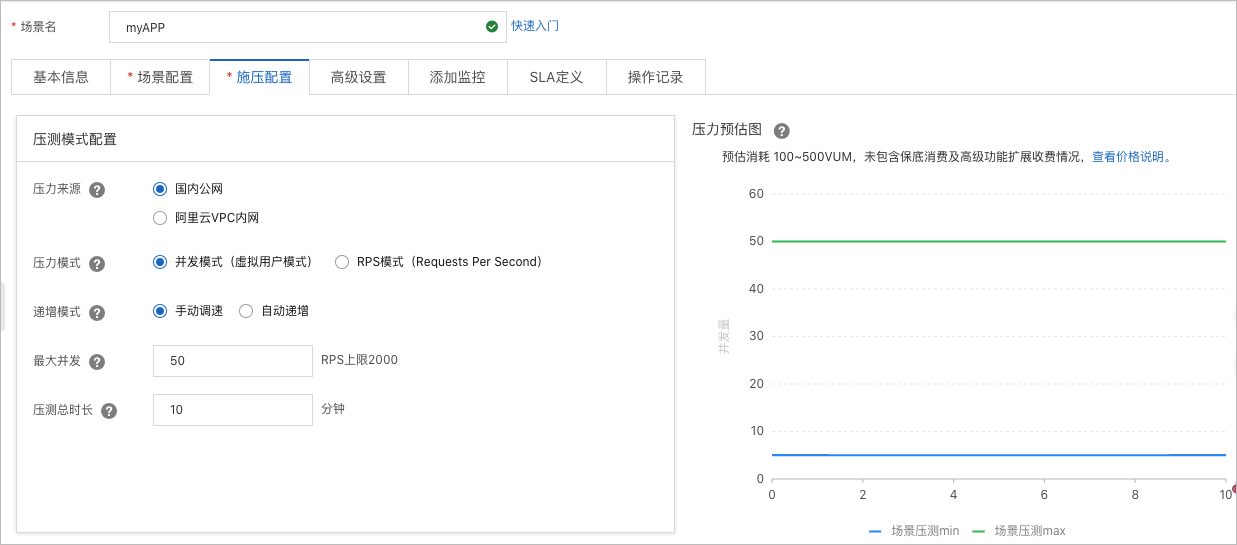 * 场景名 myAPP 快速入门
基本信息 * 场景配置 * 施压配置 高级设置 添加监控 SLA定义 操作记录
压测模式配置
压力来源 ? 国内公网
阿里云VPC内网
压力模式 ? 并发模式（虚拟用户模式） RPS模式（Requests Per Second）
递增模式 ? 手动调速 自动递增
最大并发 ? 50 RPS上限2000
压测总时长 ? 10 分钟
压力预估图 ?
预估消耗 100~500VUM，未包含保底消费及高级功能扩展收费情况，查看价格说明。
60
50
40
30
20
10
0
并发量
0 2 4 6 8 10
场景压测min 场景压测max